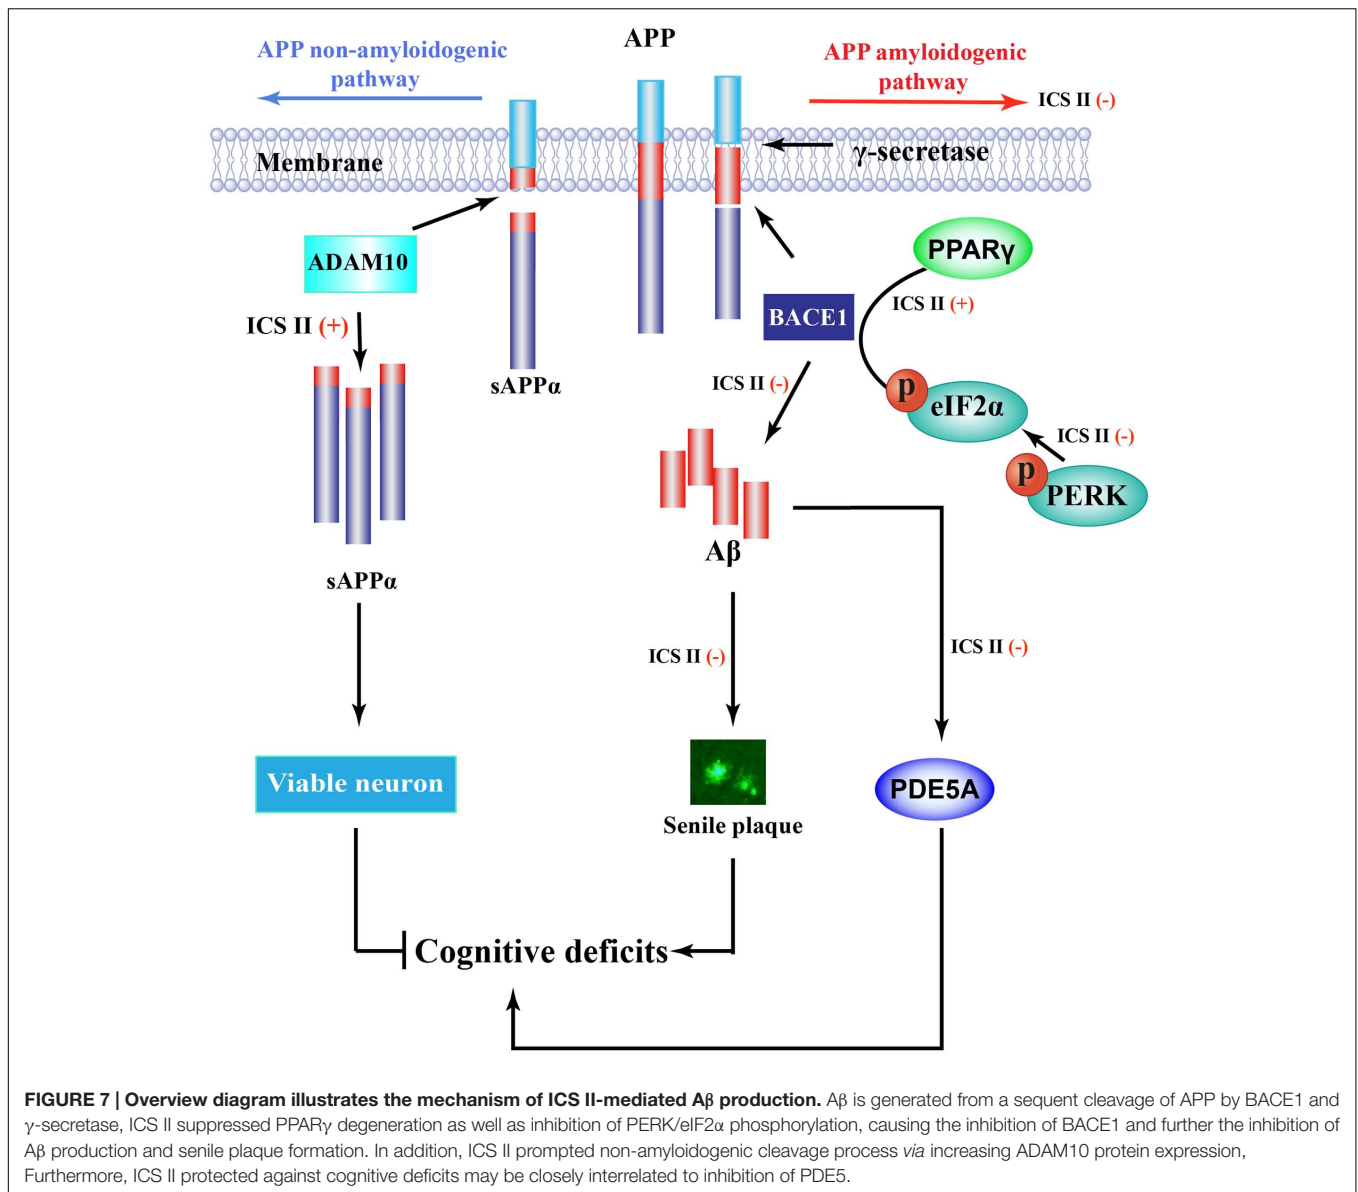 APP non-amyloidogenic
pathway
APP
APP amyloidogenic
pathway
ICS II (-)
Membrane
γ-secretase
ADAM10
PPARγ
ICS II (+)
BACE1
ICS II (+)
sAPPα
ICS II (-)
p
eIF2α
ICS II (-)
p
PERK
Aβ
sAPPα
ICS II (-)
ICS II (-)
Viable neuron
PDE5A
Senile plaque
Cognitive deficits
FIGURE 7 | Overview diagram illustrates the mechanism of ICS II-mediated Aβ production. Aβ is generated from a sequent cleavage of APP by BACE1 and
γ-secretase, ICS II suppressed PPARγ degeneration as well as inhibition of PERK/eIF2α phosphorylation, causing the inhibition of BACE1 and further the inhibition of
Aβ production and senile plaque formation. In addition, ICS II prompted non-amyloidogenic cleavage process via increasing ADAM10 protein expression,
Furthermore, ICS II protected against cognitive deficits may be closely interrelated to inhibition of PDE5.